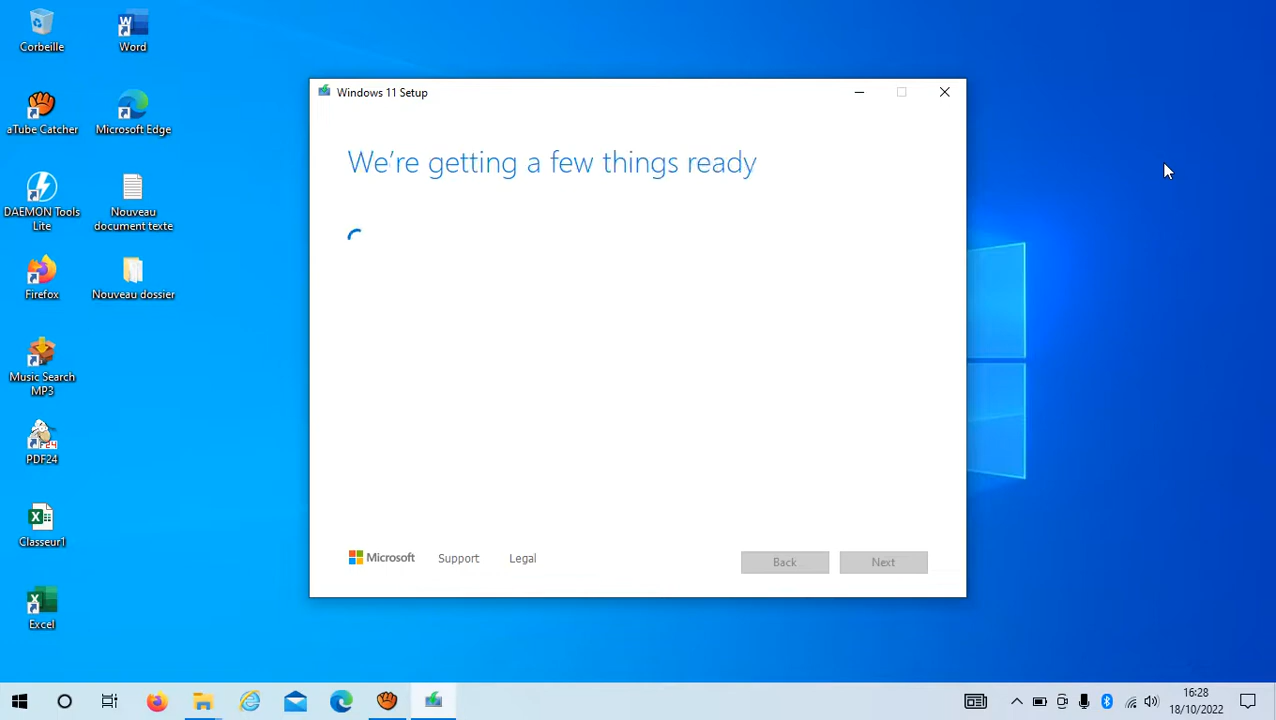 Corbeille
Word
aTube Catcher
Microsoft Edge
DAEMON Tools
Lite
Nouveau
document texte
Firefox
Nouveau dossier
Music Search
MP3
PDF24
Classeur1
Excel
Windows 11 Setup
We're getting a few things ready
Microsoft
Support
Legal
Back
Next
16:28
18/10/2022